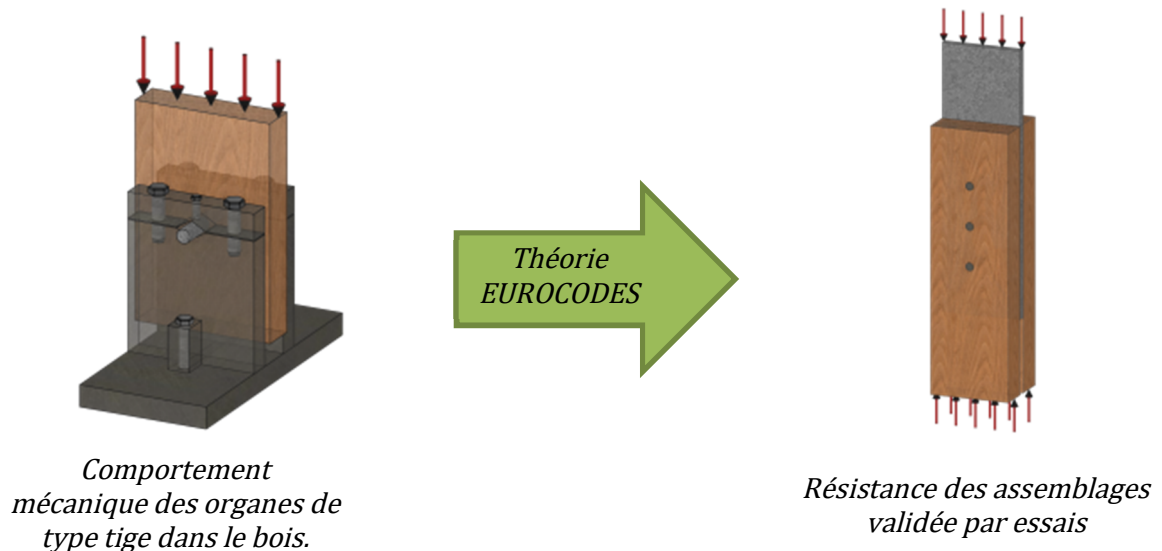 Théorie
EUROCODES
Comportement
mécanique des organes de
type tige dans le bois.
Résistance des assemblages
validée par essais